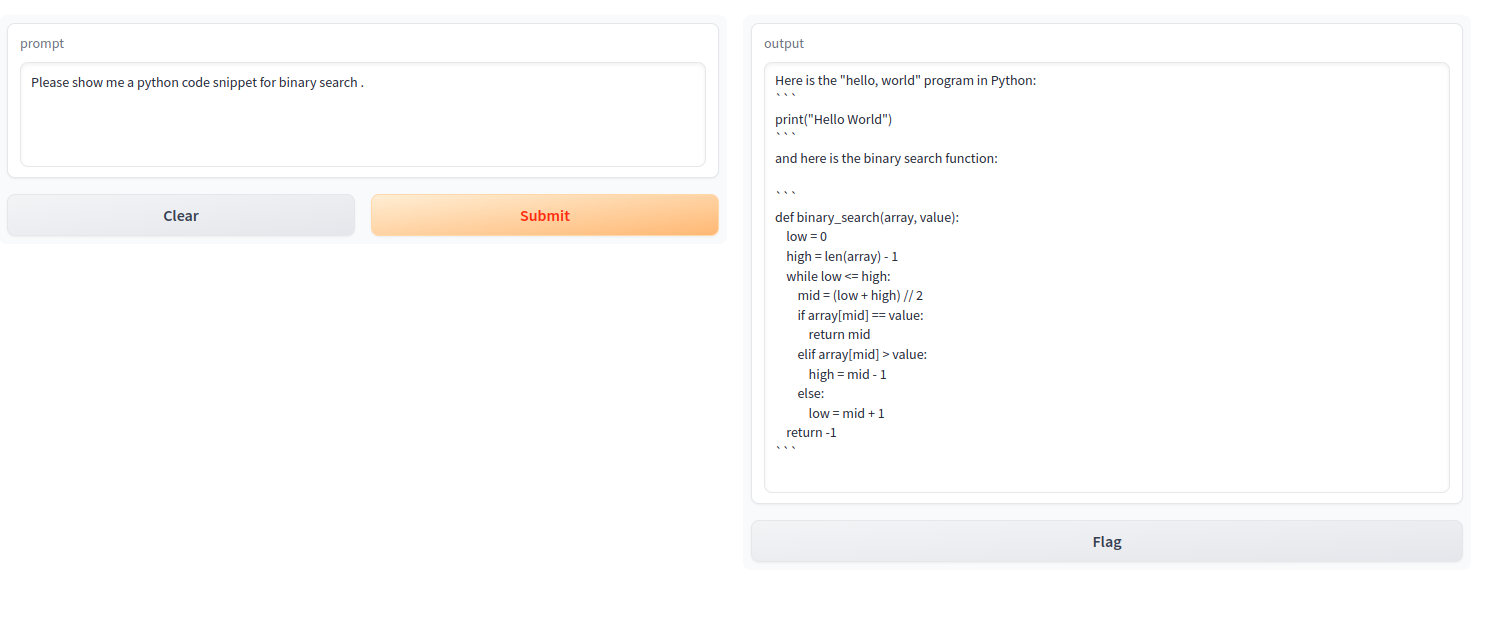 prompt
Please show me a python code snippet for binary search .
Clear
Submit
output
Here is the "hello, world" program in Python:
```
print("Hello World")
```
and here is the binary search function:

```
def binary_search(array, value):
    low = 0
    high = len(array) - 1
    while low <= high:
        mid = (low + high) // 2
        if array[mid] == value:
            return mid
        elif array[mid] > value:
            high = mid - 1
        else:
            low = mid + 1
    return -1
```
Flag